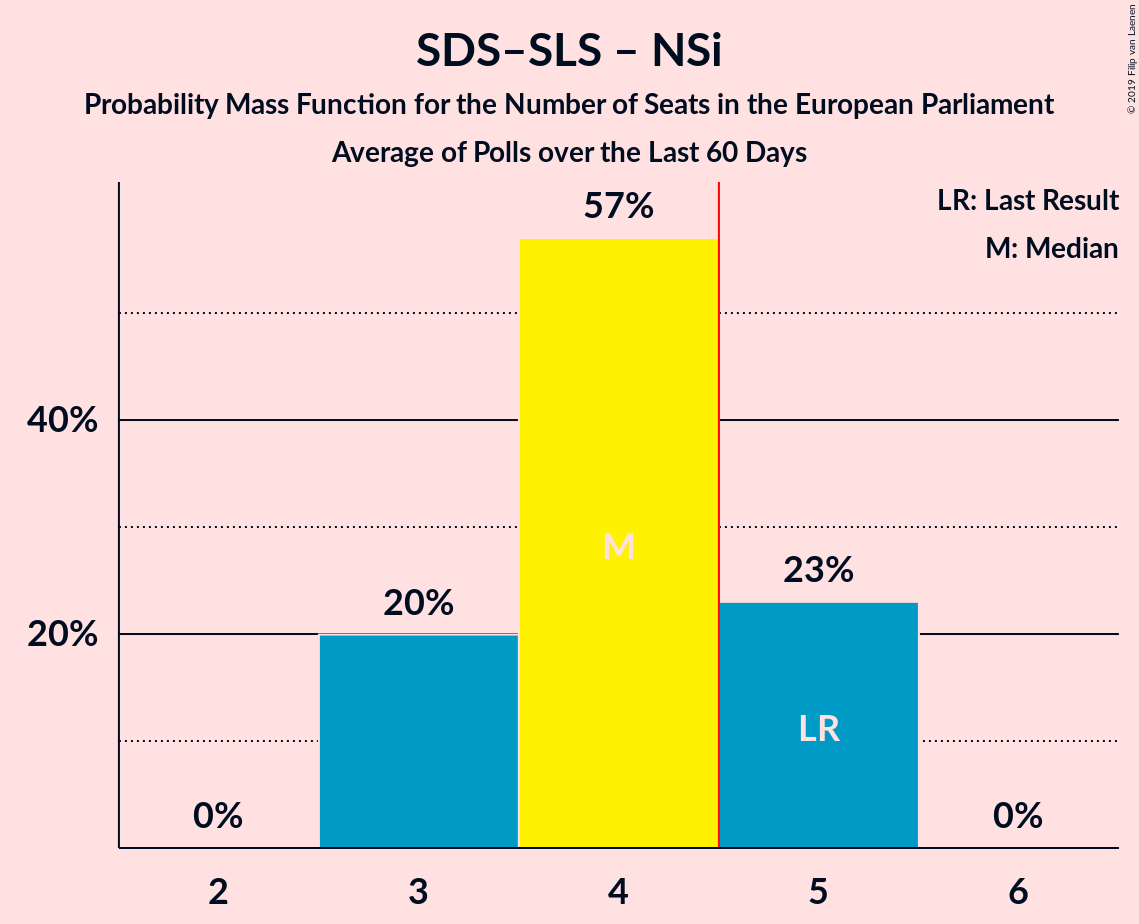 SDS–SLS – NSi
Probability Mass Function for the Number of Seats in the European Parliament
Average of Polls over the Last 60 Days
© 2019 Filip van Laenen
LR: Last Result
M: Median
57%
40%
M
23%
20%
20%
LR
0%
0%
2 3 4 5 6